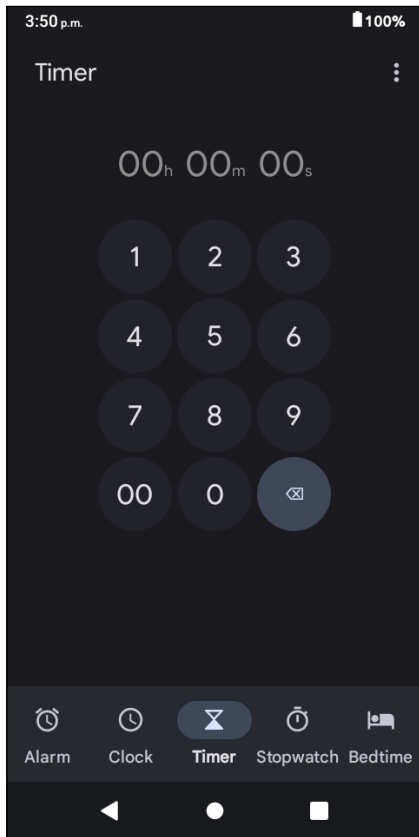 3:50 p.m. 100%
Timer
00h 00m 00s
1 2 3
4 5 6
7 8 9
00 0
Alarm Clock Timer Stopwatch Bedtime